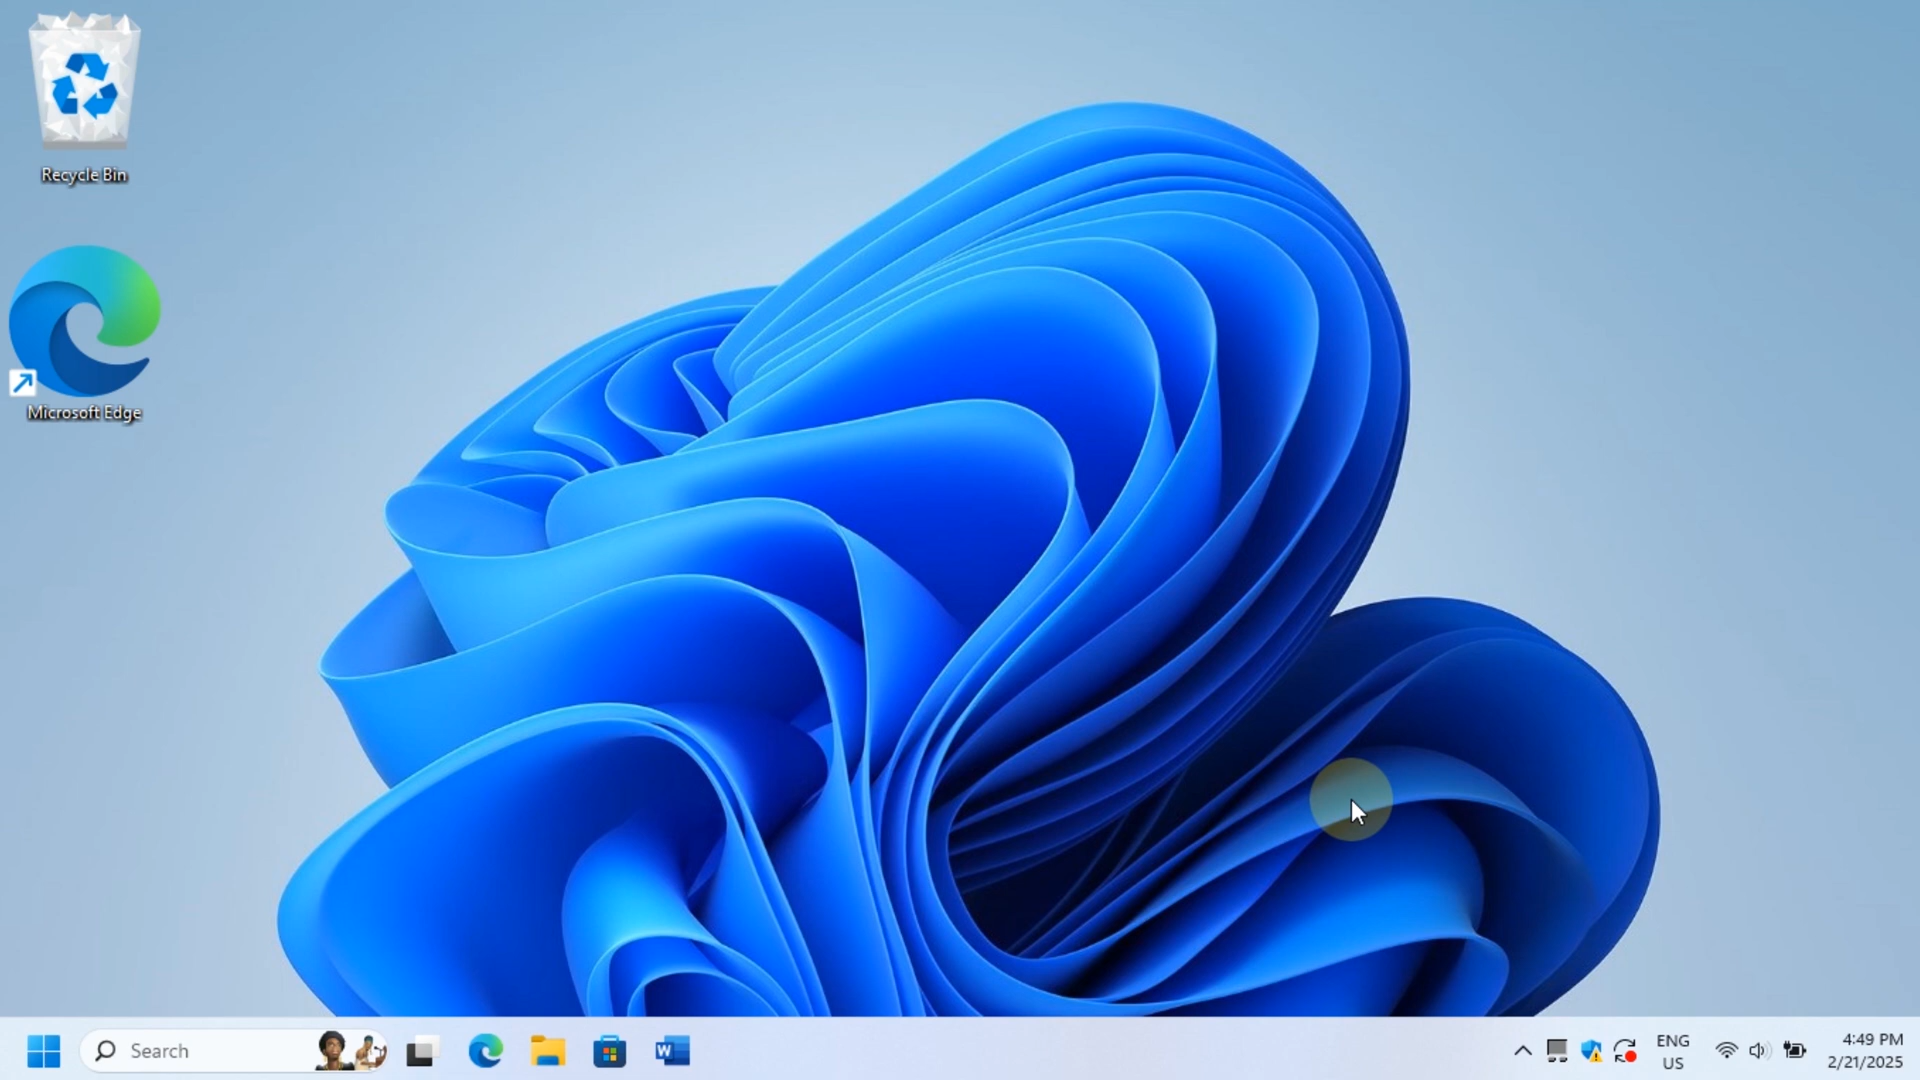 Recycle Bin
Microsoft Edge
Search
W
ENG
US
4:49 PM
2/21/2025